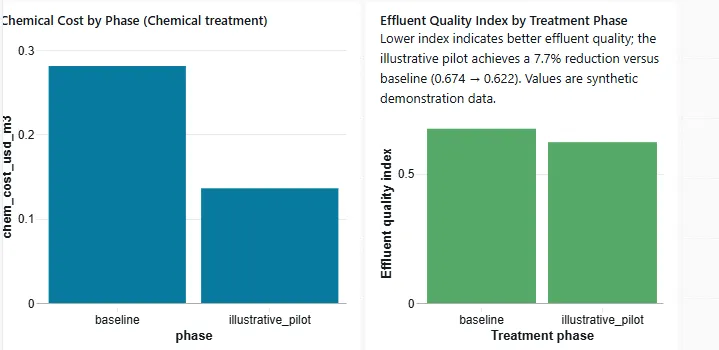 Chemical Cost by Phase (Chemical treatment)
0.3
0.2
0.1
0
chem_cost_usd_m3
baseline
illustrative_pilot
phase
Effluent Quality Index by Treatment Phase
Lower index indicates better effluent quality; the
illustrative pilot achieves a 7.7% reduction versus
baseline (0.674 → 0.622). Values are synthetic
demonstration data.
0.5
0
Effluent quality index
baseline
illustrative_pilot
Treatment phase